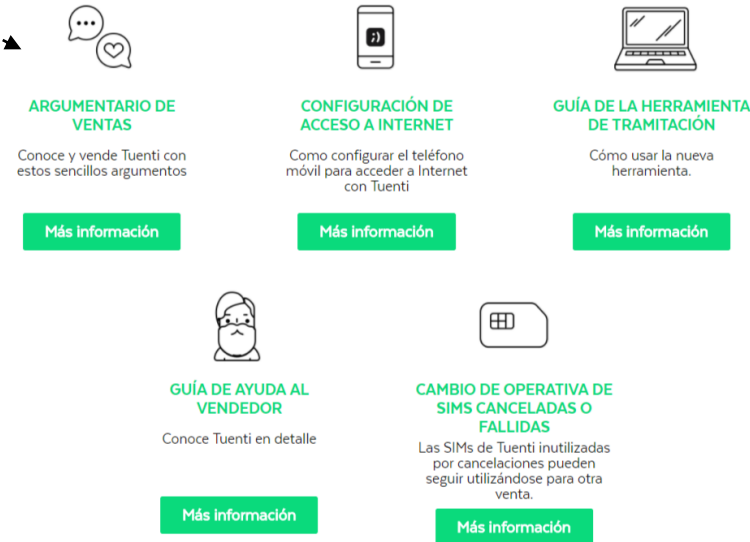 ARGUMENTARIO DE
VENTAS
Conoce y vende Tuenti con
estos sencillos argumentos
Más información
CONFIGURACIÓN DE
ACCESO A INTERNET
Como configurar el teléfono
móvil para acceder a Internet
con Tuenti
Más información
GUÍA DE LA HERRAMIENTA
DE TRAMITACIÓN
Cómo usar la nueva
herramienta.
Más información
GUÍA DE AYUDA AL
VENDEDOR
Conoce Tuenti en detalle
Más información
CAMBIO DE OPERATIVA DE
SIMS CANCELADAS O
FALLIDAS
Las SIMs de Tuenti inutilizadas
por cancelaciones pueden
seguir utilizándose para otra
venta.
Más información